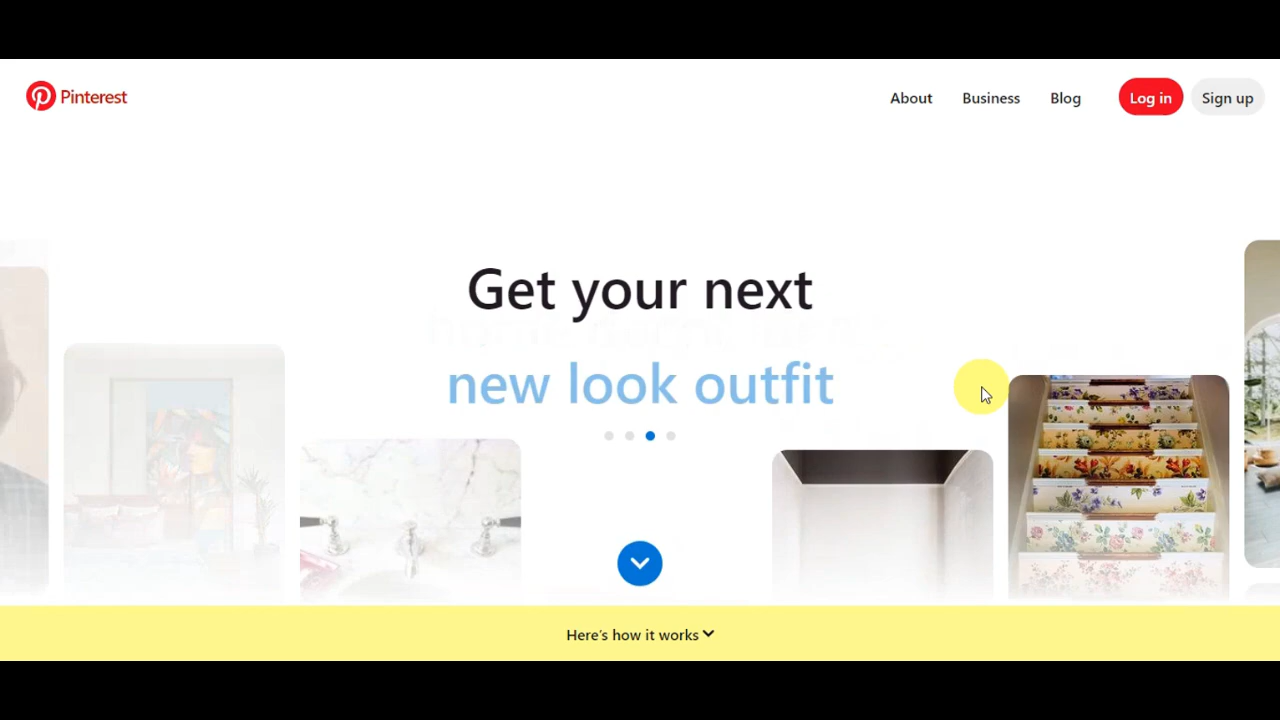 Pinterest
About
Business
Blog
Log in
Sign up
Get your next
new look outfit
Here's how it works